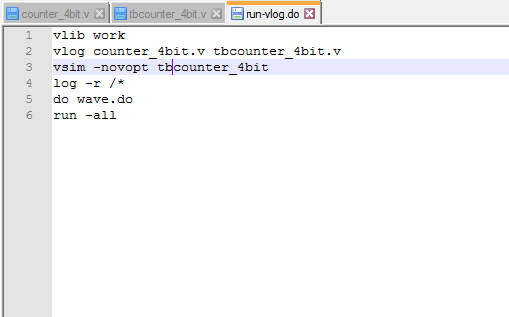 counter_4bit.v tbcounter_4bit.v run-vlog.do
1 vlib work
2 vlog counter_4bit.v tbcounter_4bit.v
3 vsim -novopt tbcounter_4bit
4 log -r /*
5 do wave.do
6 run -all